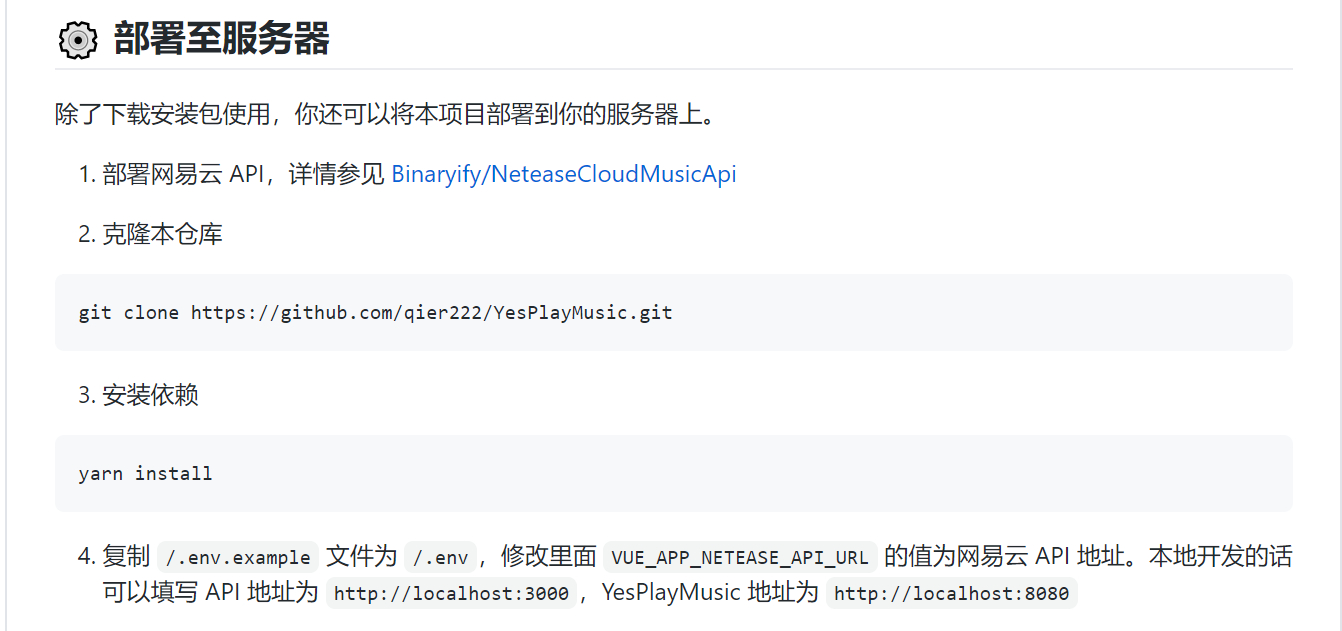 部署至服务器
除了下载安装包使用，你还可以将本项目部署到你的服务器上。
1. 部署网易云 API，详情参见 Binaryify/NeteaseCloudMusicApi
2. 克隆本仓库
git clone https://github.com/qier222/YesPlayMusic.git
3. 安装依赖
yarn install
4. 复制 /.env.example 文件为 /.env ，修改里面 VUE_APP_NETEASE_API_URL 的值为网易云 API 地址。本地开发的话
可以填写 API 地址为 http://localhost:3000 ，YesPlayMusic 地址为 http://localhost:8080